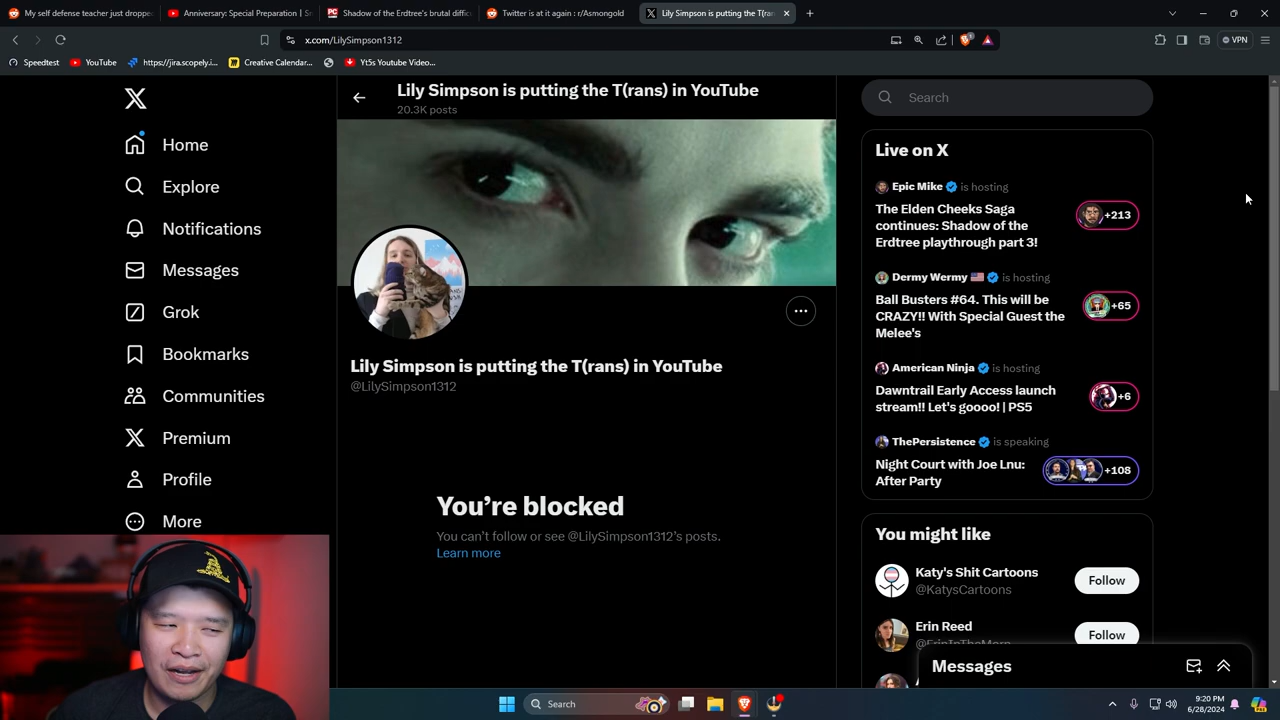 My self defense teacher just droppe
Anniversary: Special Preparation | S
Shadow of the Erdtree's brutal diffic
Twitter is at it again : r/Asmongold
Lily Simpson is putting the T(ran
x.com/LilySimpson1312
1
VPN
Speedtest
YouTube
https://jira.scopely.i...
Creative Calendar...
Yt5s Youtube Video...
X
Home
Explore
Notifications
Messages
Grok
Bookmarks
Communities
Premium
Profile
More
Lily Simpson is putting the T(rans) in YouTube
20.3K posts
Lily Simpson is putting the T(rans) in YouTube
@LilySimpson1312
You're blocked
You can't follow or see @LilySimpson1312's posts.
Learn more
Search
Live on X
Epic Mike is hosting
The Elden Cheeks Saga
continues: Shadow of the
Erdtree playthrough part 3!
+213
Dermy Wermy 🇺🇸 is hosting
Ball Busters #64. This will be
CRAZY!! With Special Guest the
Melee's
+65
American Ninja is hosting
Dawntrail Early Access launch
stream!! Let's goooo! | PS5
+6
ThePersistence is speaking
Night Court with Joe Lnu:
After Party
+108
You might like
Katy's Shit Cartoons
@KatysCartoons
Follow
Erin Reed
@ErinInTheMorn
Follow
Messages
Search
9:20 PM
6/28/2024